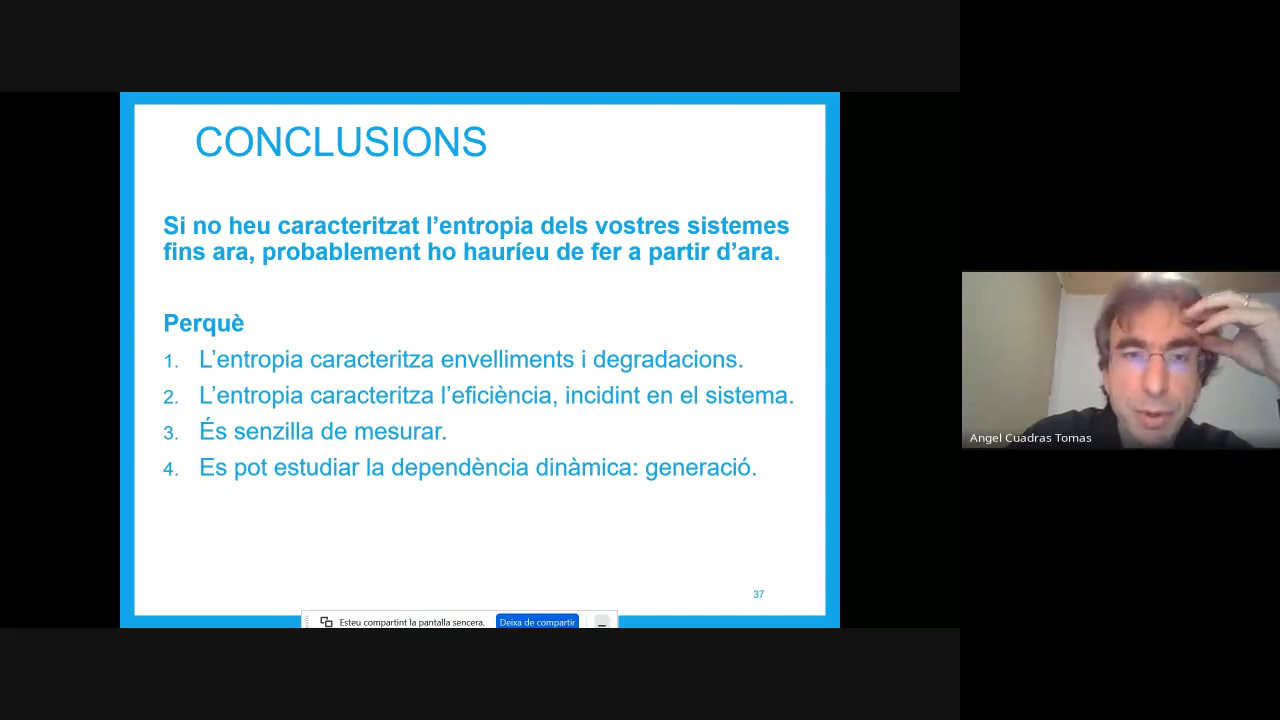 CONCLUSIONS
Si no heu caracteritzat l’entropia dels vostres sistemes
fins ara, probablement ho hauríeu de fer a partir d’ara.
Perquè
1. L’entropia caracteritza envelliments i degradacions.
2. L’entropia caracteritza l’eficiència, incidint en el sistema.
3. És senzilla de mesurar.
4. Es pot estudiar la dependència dinàmica: generació.
37
Esteu compartint la pantalla sencera. Deixa de compartir
Angel Cuadras Tomas